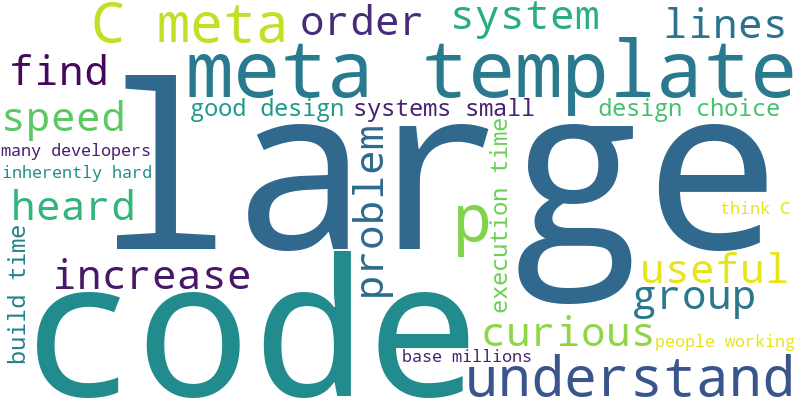 C meta
order
system
lines
find
large
meta template
speed
good design
systems small
design choice
many developers
inherently hard
heard
problem
p
execution time
think C
build time
increase
code
useful
group
curious
people working
base millions
understand